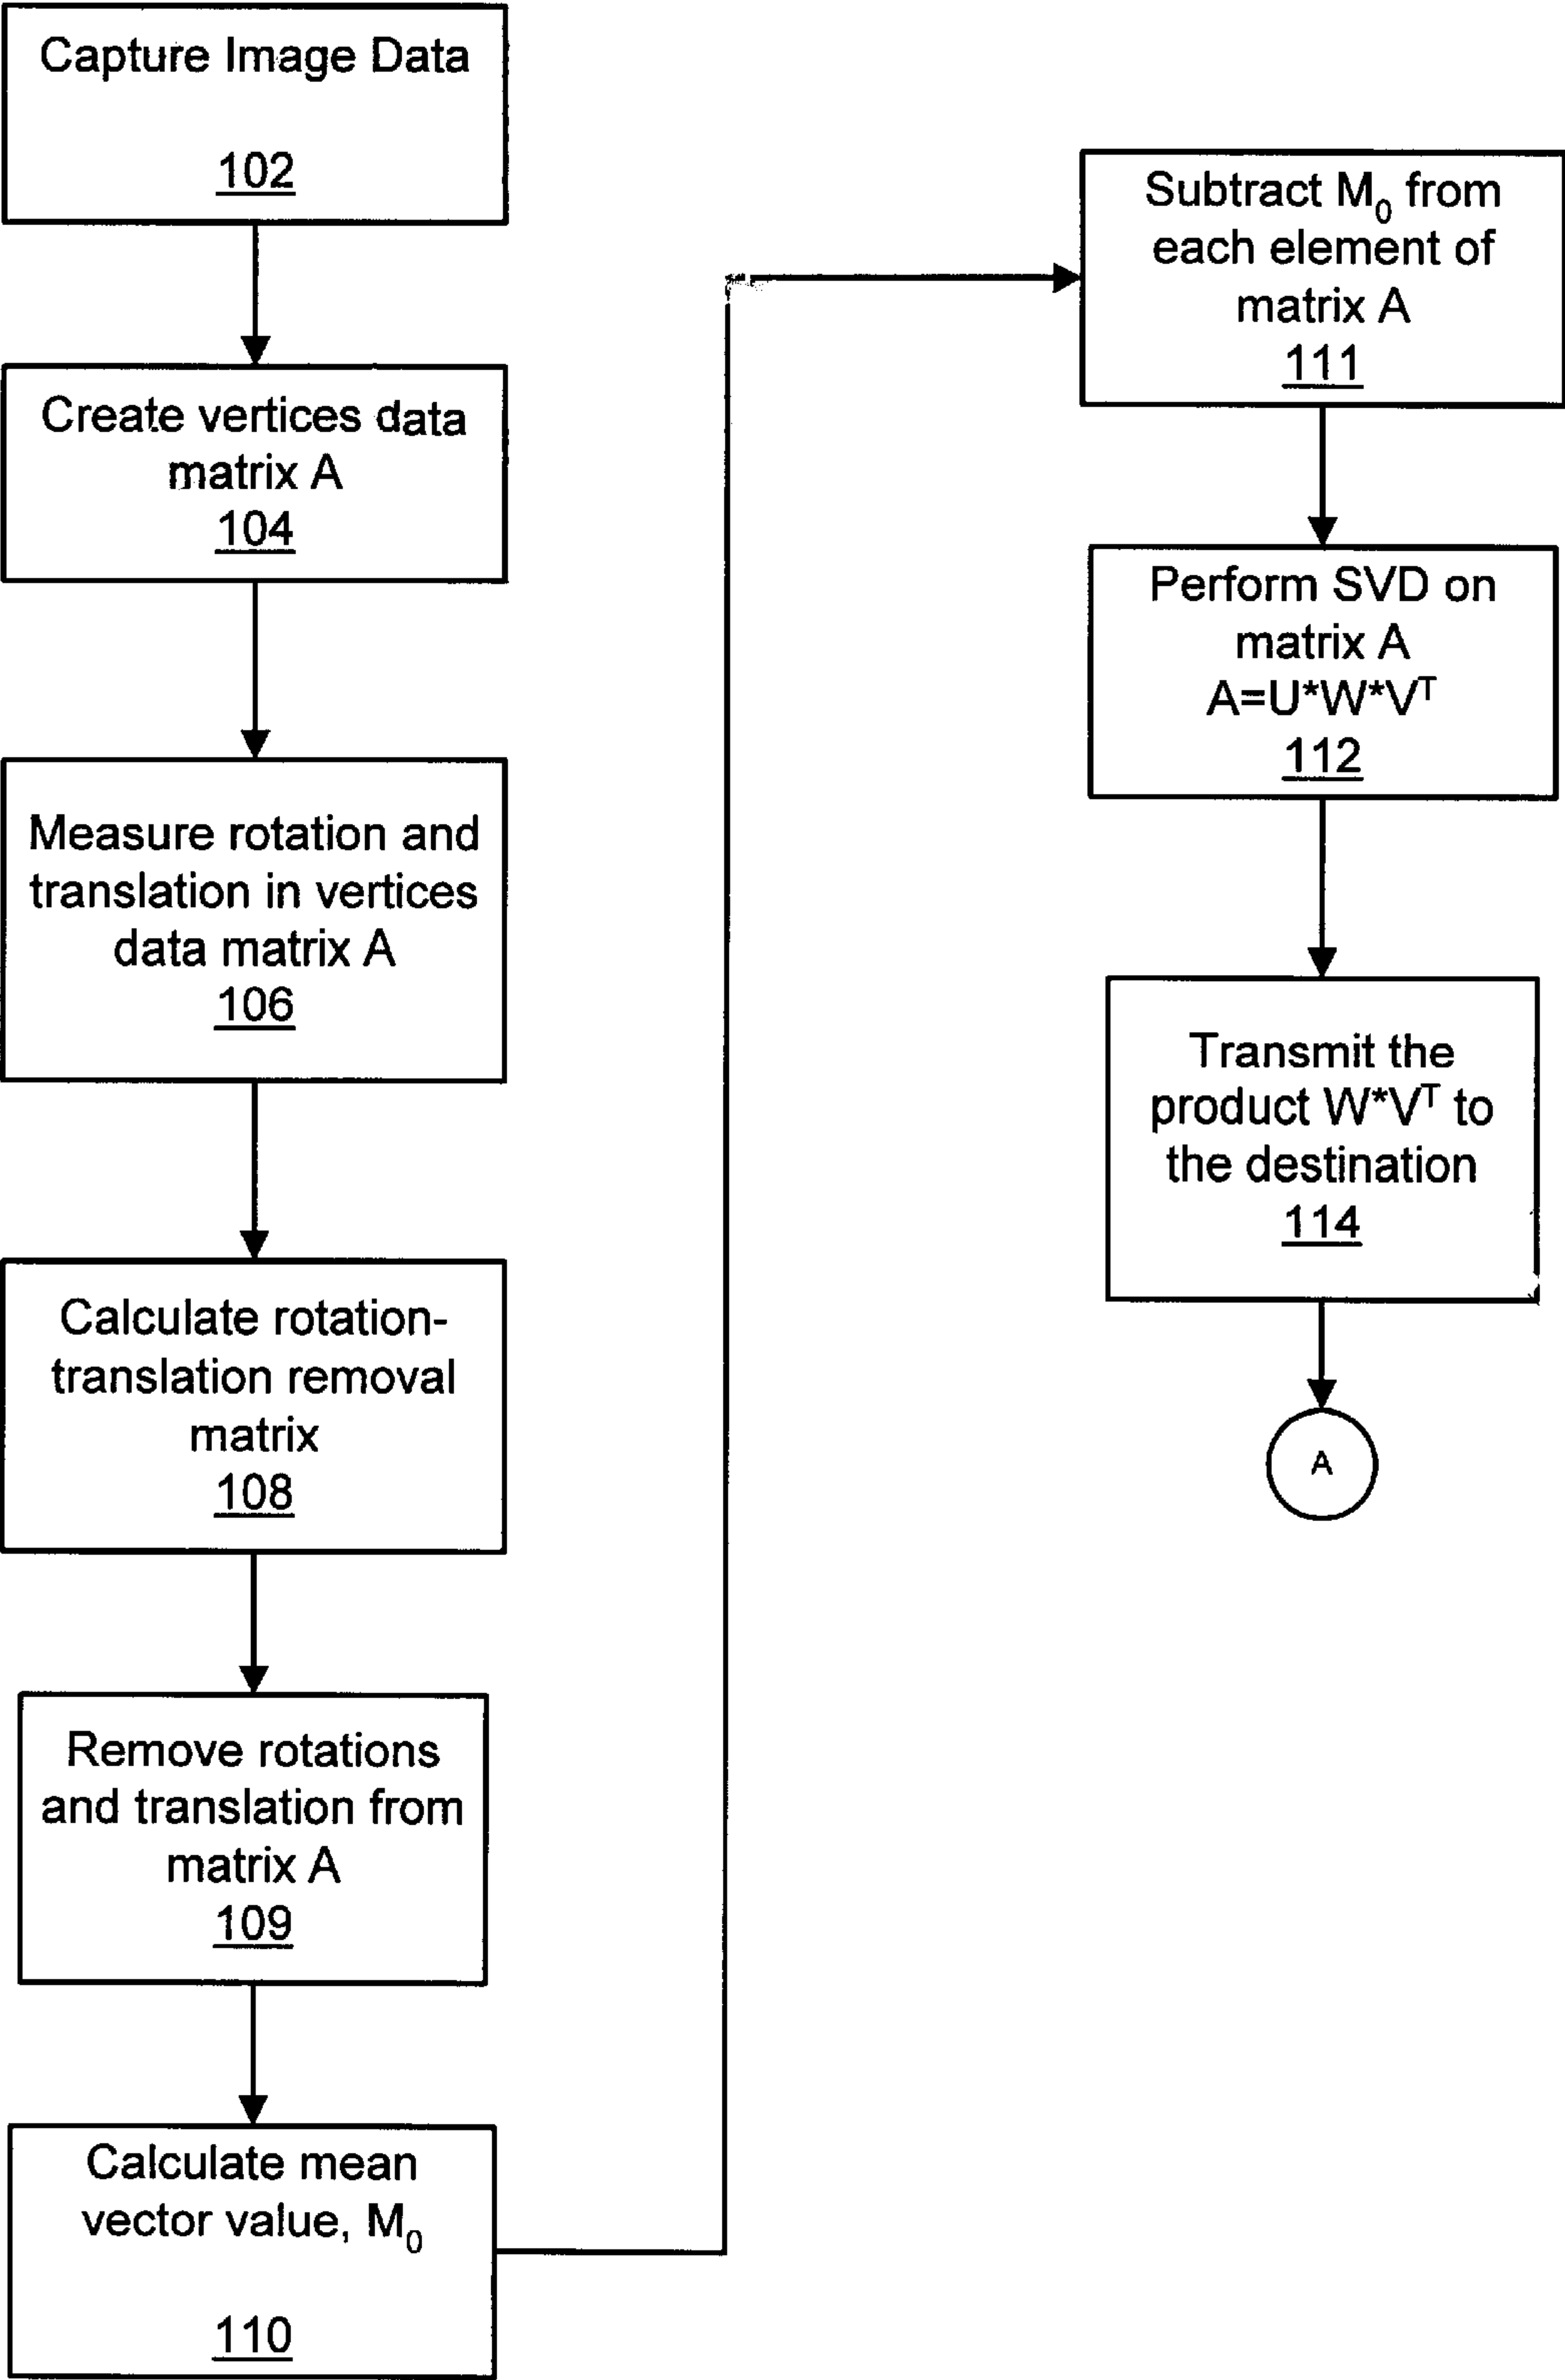 Capture Image Data
102
Create vertices data
matrix A
104
Measure rotation and
translation in vertices
data matrix A
106
Calculate rotation-
translation removal
matrix
108
Remove rotations
and translation from
matrix A
109
Calculate mean
vector value, M₀
110
Subtract M₀ from
each element of
matrix A
111
Perform SVD on
matrix A
A=U*W*Vᵀ
112
Transmit the
product W*Vᵀ to
the destination
114
A